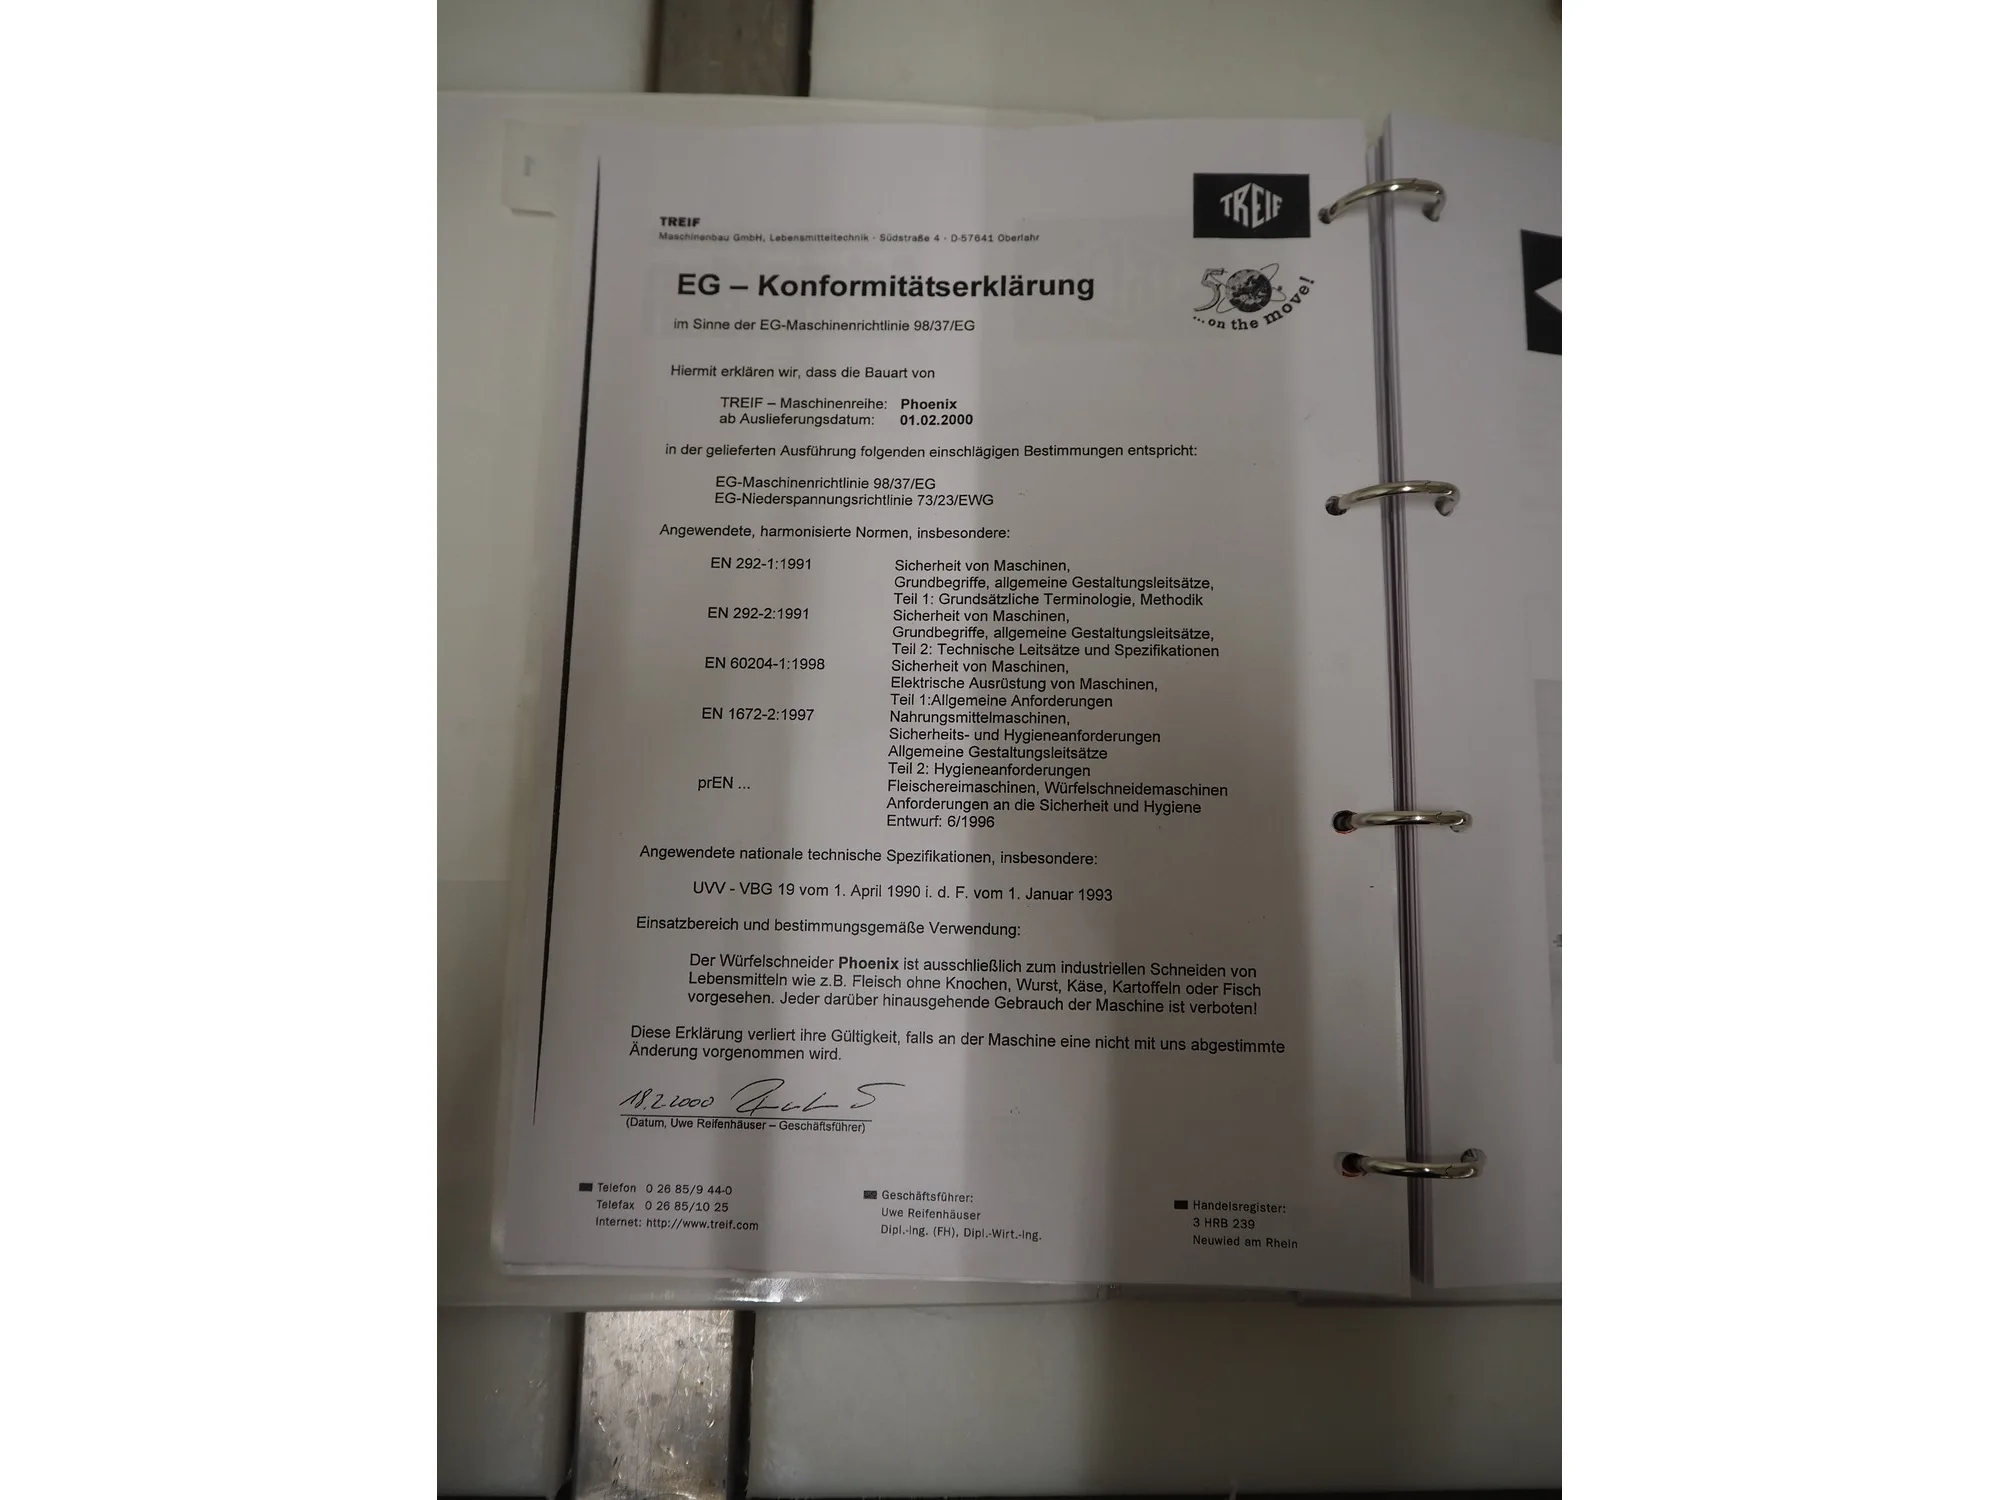 TREIF
Maschinenbau GmbH, Lebensmitteltechnik · Südstraße 4 · D-57641 Oberlahr
TREIF
50
...on the move!
EG – Konformitätserklärung
im Sinne der EG-Maschinenrichtlinie 98/37/EG
Hiermit erklären wir, dass die Bauart von
TREIF – Maschinenreihe: Phoenix
ab Auslieferungsdatum: 01.02.2000
in der gelieferten Ausführung folgenden einschlägigen Bestimmungen entspricht:
EG-Maschinenrichtlinie 98/37/EG
EG-Niederspannungsrichtlinie 73/23/EWG
Angewendete, harmonisierte Normen, insbesondere:
EN 292-1:1991 Sicherheit von Maschinen,
Grundbegriffe, allgemeine Gestaltungsleitsätze,
Teil 1: Grundsätzliche Terminologie, Methodik
EN 292-2:1991 Sicherheit von Maschinen,
Grundbegriffe, allgemeine Gestaltungsleitsätze,
Teil 2: Technische Leitsätze und Spezifikationen
EN 60204-1:1998 Sicherheit von Maschinen,
Elektrische Ausrüstung von Maschinen,
Teil 1:Allgemeine Anforderungen
EN 1672-2:1997 Nahrungsmittelmaschinen,
Sicherheits- und Hygieneanforderungen
Allgemeine Gestaltungsleitsätze
Teil 2: Hygieneanforderungen
prEN ... Fleischereimaschinen, Würfelschneidemaschinen
Anforderungen an die Sicherheit und Hygiene
Entwurf: 6/1996
Angewendete nationale technische Spezifikationen, insbesondere:
UVV - VBG 19 vom 1. April 1990 i. d. F. vom 1. Januar 1993
Einsatzbereich und bestimmungsgemäße Verwendung:
Der Würfelschneider Phoenix ist ausschließlich zum industriellen Schneiden von
Lebensmitteln wie z.B. Fleisch ohne Knochen, Wurst, Käse, Kartoffeln oder Fisch
vorgesehen. Jeder darüber hinausgehende Gebrauch der Maschine ist verboten!
Diese Erklärung verliert ihre Gültigkeit, falls an der Maschine eine nicht mit uns abgestimmte
Änderung vorgenommen wird.
18.2.2000
(Datum, Uwe Reifenhäuser – Geschäftsführer)
Telefon 0 26 85/9 44-0
Telefax 0 26 85/10 25
Internet: http://www.treif.com
Geschäftsführer:
Uwe Reifenhäuser
Dipl.-Ing. (FH), Dipl.-Wirt.-Ing.
Handelsregister:
3 HRB 239
Neuwied am Rhein